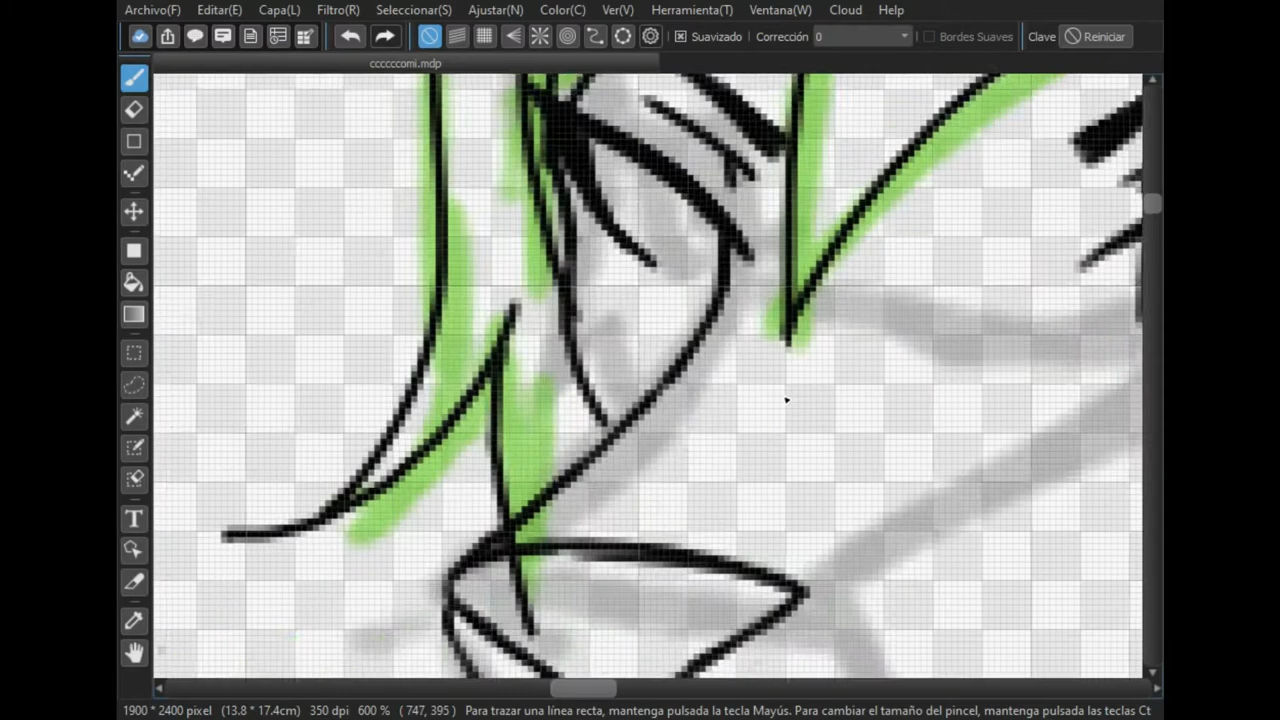 Archivo(F) Editar(E) Capa(L) Filtro(R) Seleccionar(S) Ajustar(N) Color(C) Ver(V) Herramienta(T) Ventana(W) Cloud Help
Suavizado Corrección 0 Bordes Suaves Clave Reiniciar
ccccccomi.mdp
T
1900 * 2400 pixel (13.8 * 17.4cm) 350 dpi 600 % ( 747, 395 ) Para trazar una línea recta, mantenga pulsada la tecla Mayús. Para cambiar el tamaño del pincel, mantenga pulsadas las teclas Ct